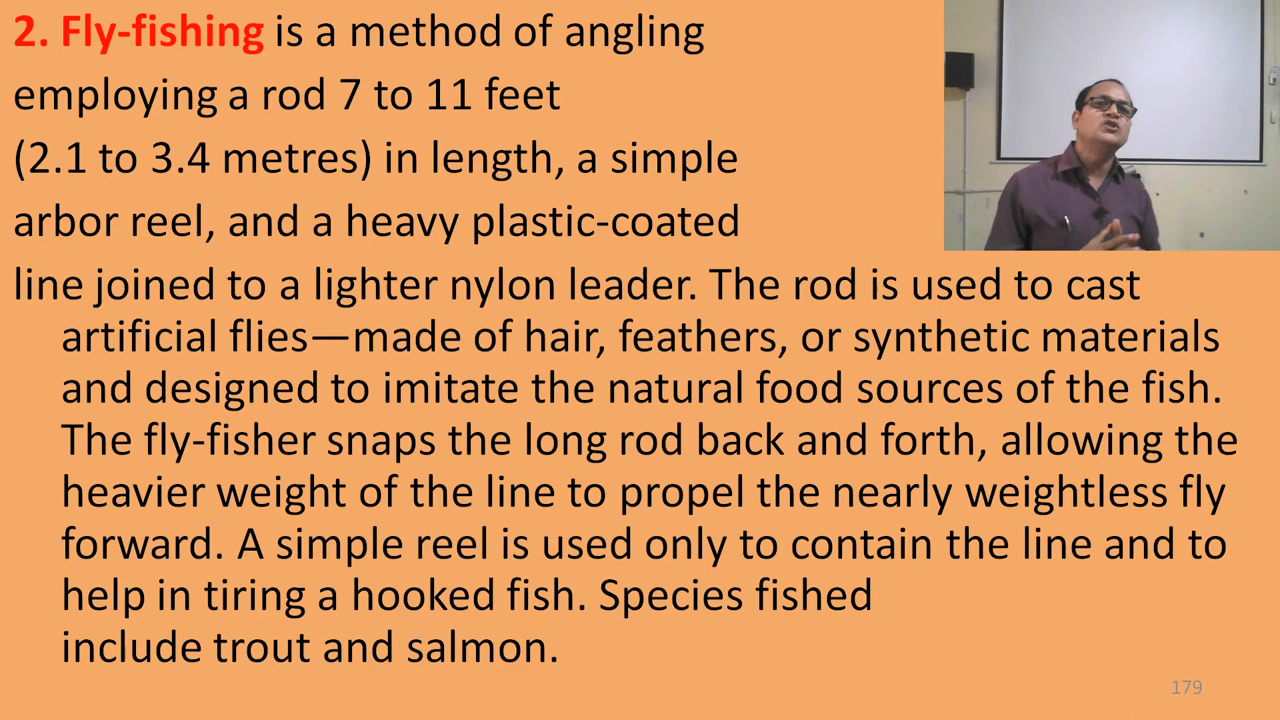 2. Fly-fishing is a method of angling
employing a rod 7 to 11 feet
(2.1 to 3.4 metres) in length, a simple
arbor reel, and a heavy plastic-coated
line joined to a lighter nylon leader. The rod is used to cast
artificial flies—made of hair, feathers, or synthetic materials
and designed to imitate the natural food sources of the fish.
The fly-fisher snaps the long rod back and forth, allowing the
heavier weight of the line to propel the nearly weightless fly
forward. A simple reel is used only to contain the line and to
help in tiring a hooked fish. Species fished
include trout and salmon.
179